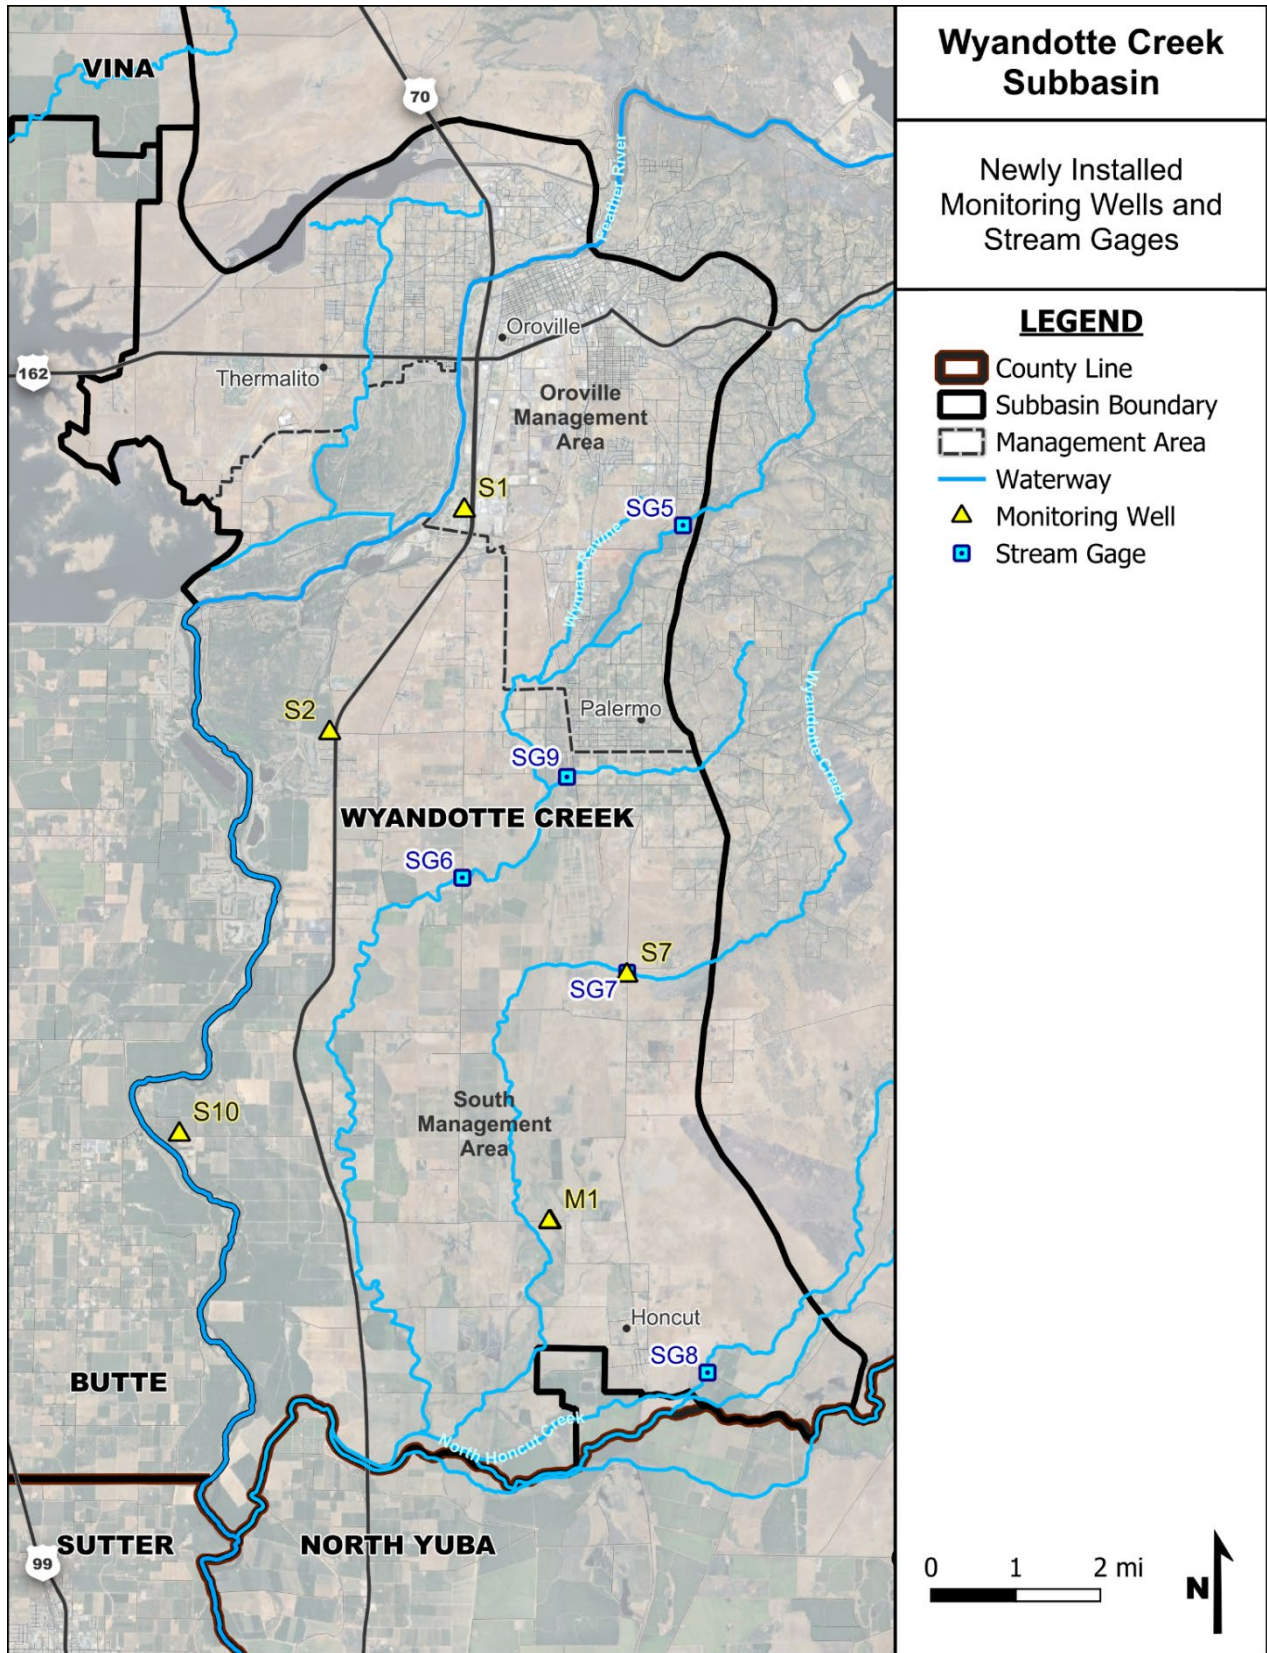 VINA
70
Feather River
Oroville
162
Thermalito
Oroville
Management
Area
S1
SG5
Wyman Ravine
S2
Palermo
Wyandotte Creek
SG9
WYANDOTTE CREEK
SG6
S7
SG7
South
Management
Area
S10
M1
Honcut
SG8
BUTTE
North Honcut Creek
SUTTER
NORTH YUBA
99
Wyandotte Creek
Subbasin
Newly Installed
Monitoring Wells and
Stream Gages
LEGEND
County Line
Subbasin Boundary
Management Area
Waterway
Monitoring Well
Stream Gage
0 1 2 mi
N